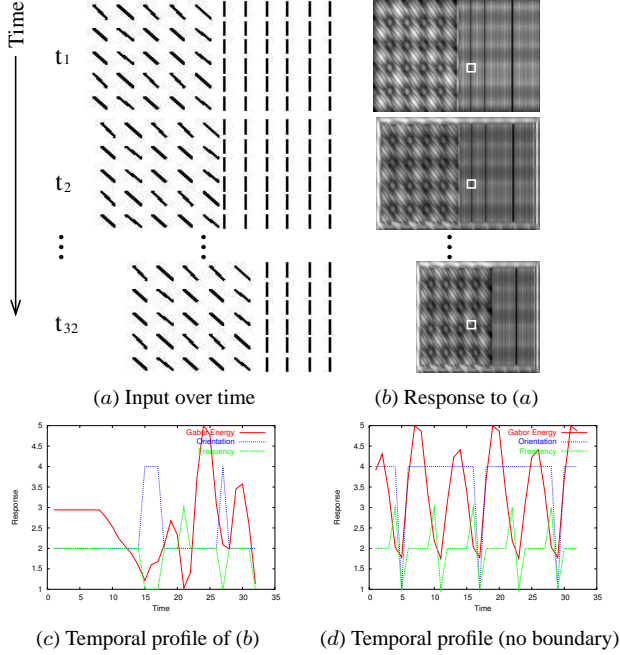 Time
t1
t2
t32
(a) Input over time
(b) Response to (a)
5
4.5
4
3.5
3
2.5
2
1.5
1
Response
Gabor Energy
Orientation
Frequency
0 5 10 15 20 25 30 35
Time
5
4.5
4
3.5
3
2.5
2
1.5
1
Response
Gabor Energy
Orientation
Frequency
0 5 10 15 20 25 30 35
Time
(c) Temporal profile of (b)
(d) Temporal profile (no boundary)